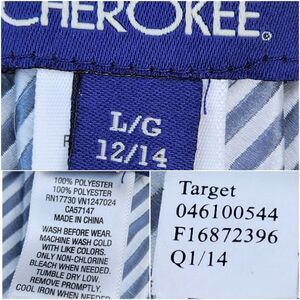 CHEROKEE®
L/G
12/14
100% POLYESTER
100% POLYESTER
RN17730 VN1247024
CA57147
MADE IN CHINA
WASH BEFORE WEAR.
MACHINE WASH COLD
WITH LIKE COLORS.
ONLY NON-CHLORINE
BLEACH WHEN NEEDED.
TUMBLE DRY LOW.
REMOVE PROMPTLY.
COOL IRON WHEN NEEDED
Target
046100544
F16872396
Q1/14